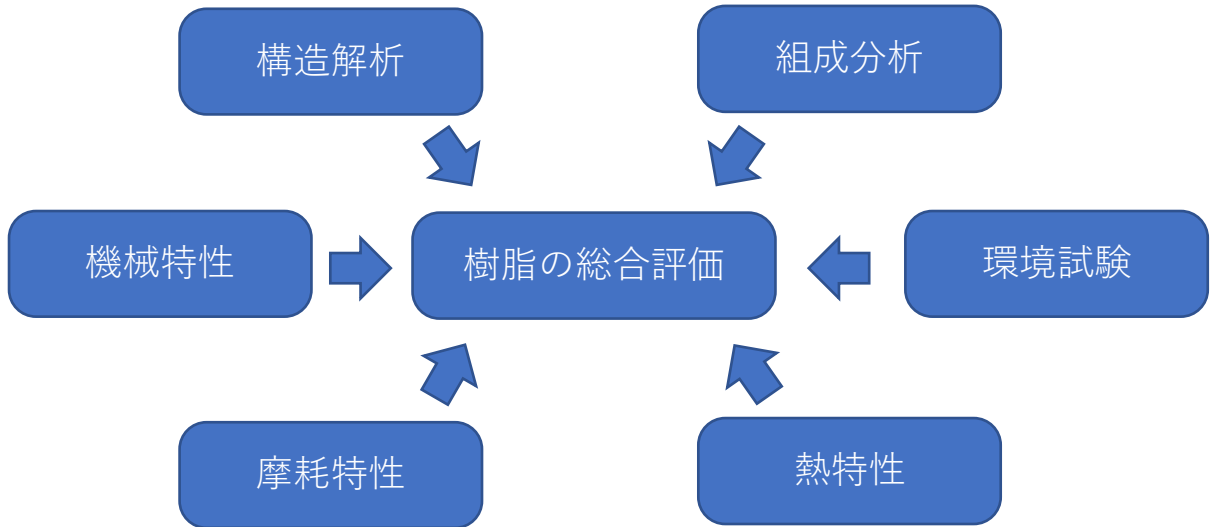 構造解析
組成分析
機械特性
樹脂の総合評価
環境試験
摩耗特性
熱特性